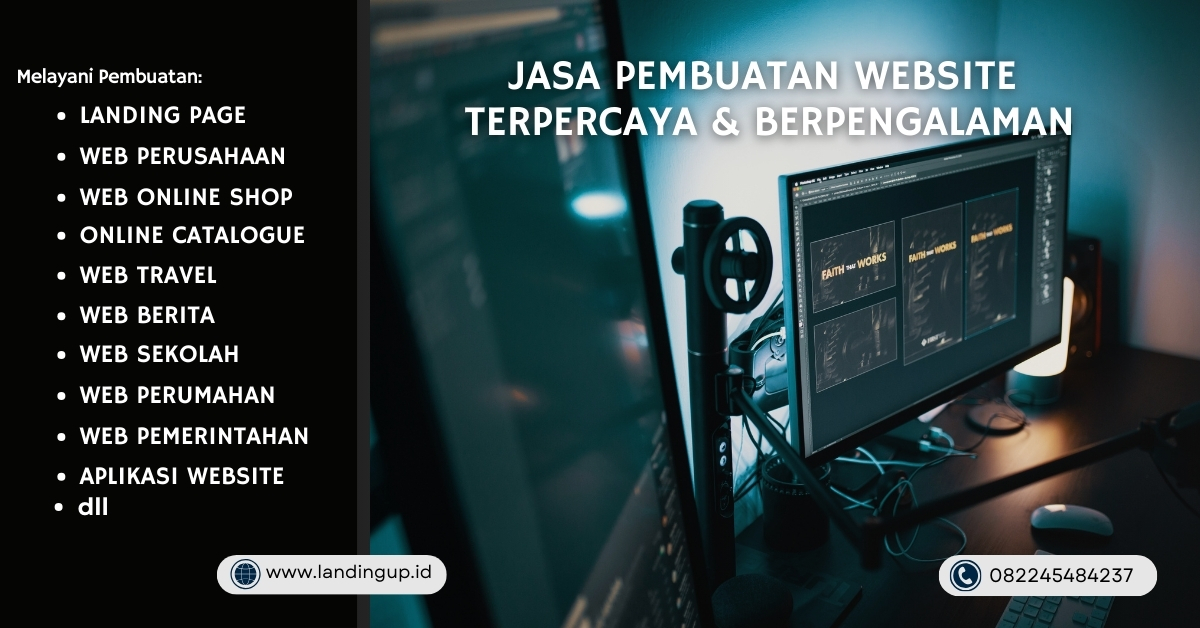 Melayani Pembuatan:
LANDING PAGE
WEB PERUSAHAAN
WEB ONLINE SHOP
ONLINE CATALOGUE
WEB TRAVEL
WEB BERITA
WEB SEKOLAH
WEB PERUMAHAN
WEB PEMERINTAHAN
APLIKASI WEBSITE
dll
www.landingup.id
JASA PEMBUATAN WEBSITE
TERPERCAYA & BERPENGALAMAN
FAITH THAT WORKS
FAITH THAT WORKS
FAITH THAT WORKS
082245484237